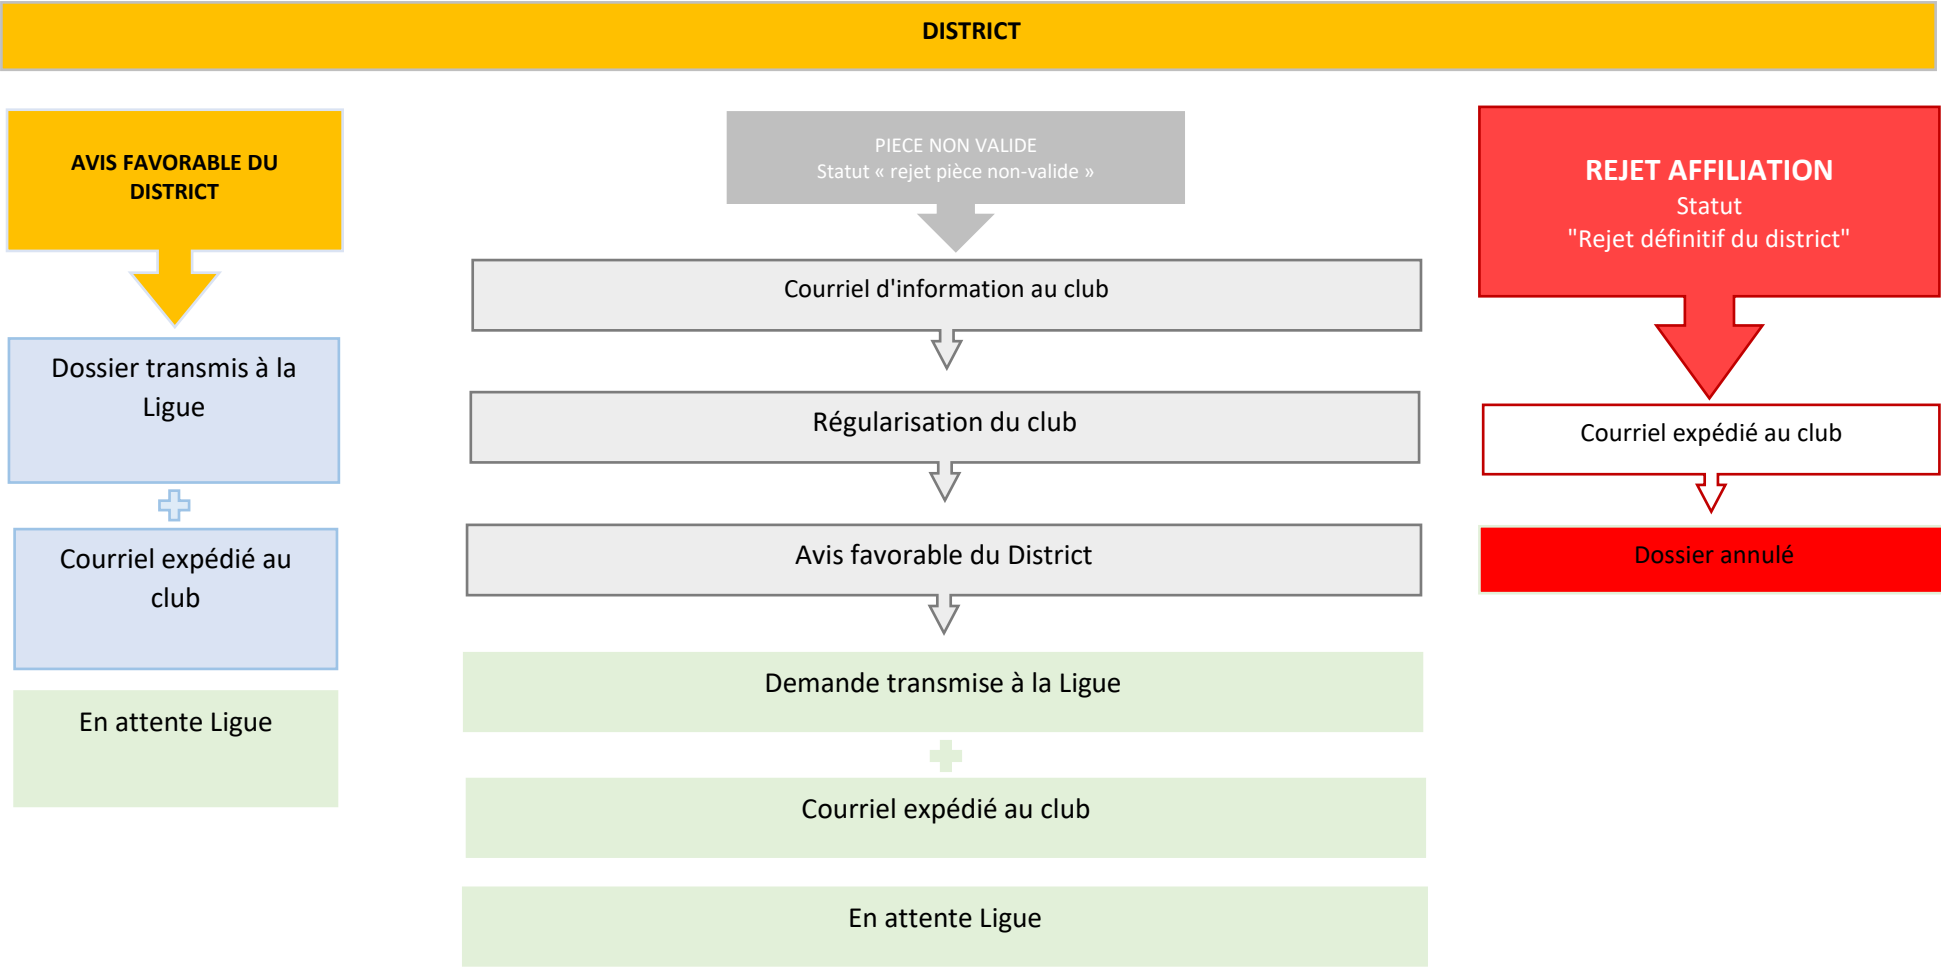 DISTRICT
AVIS FAVORABLE DU
DISTRICT
Dossier transmis à la
Ligue
Courriel expédié au
club
En attente Ligue
PIECE NON VALIDE
Statut « rejet pièce non-valide »
Courriel d'information au club
Régularisation du club
Avis favorable du District
Demande transmise à la Ligue
Courriel expédié au club
En attente Ligue
REJET AFFILIATION
Statut
"Rejet définitif du district"
Courriel expédié au club
Dossier annulé